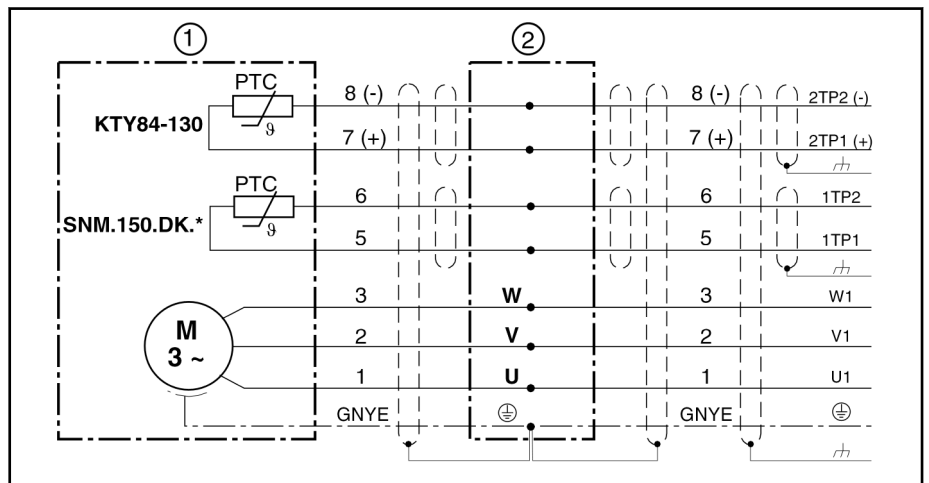 1 2
PTC 8 (-) 8 (-) 2TP2 (-)
KTY84-130 ϑ 7 (+) 7 (+) 2TP1 (+)
PTC 6 6 1TP2
SNM.150.DK.* ϑ 5 5 1TP1
3 W 3 W1
M 3 ~ 2 V 2 V1
1 U 1 U1
GNYE GNYE